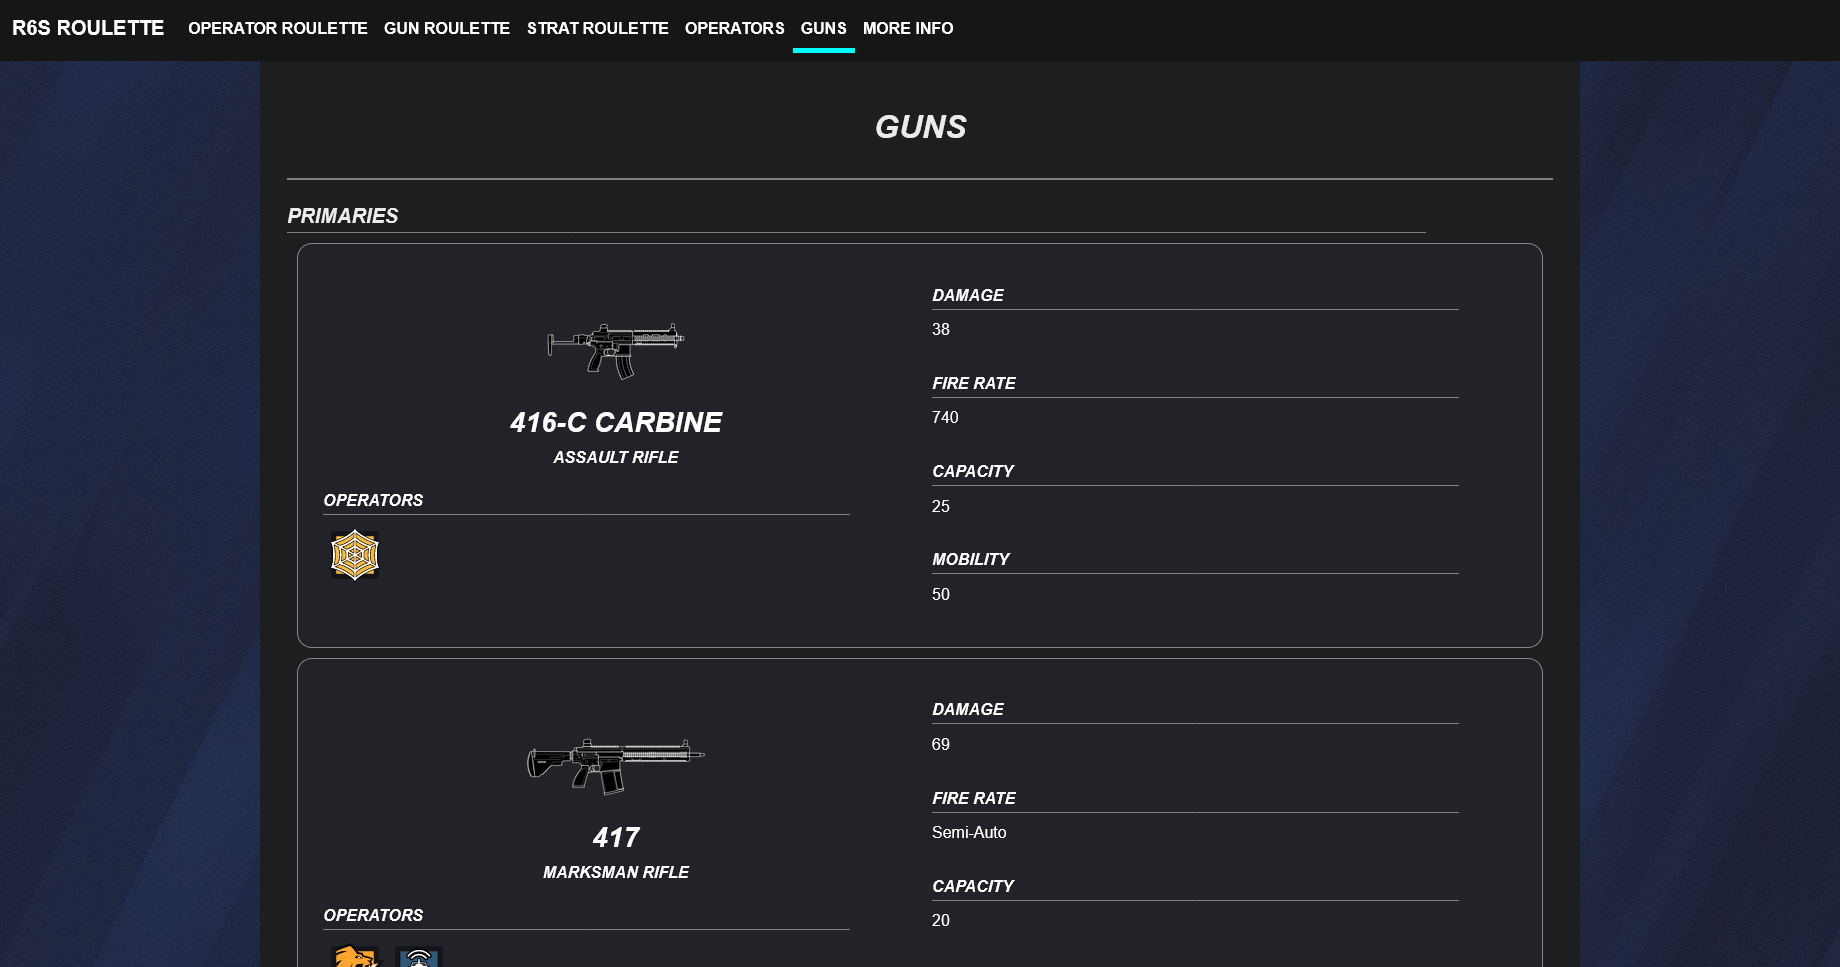 R6S ROULETTE OPERATOR ROULETTE GUN ROULETTE STRAT ROULETTE OPERATORS GUNS MORE INFO
GUNS
PRIMARIES
416-C CARBINE
ASSAULT RIFLE
OPERATORS
DAMAGE
38
FIRE RATE
740
CAPACITY
25
MOBILITY
50
417
MARKSMAN RIFLE
OPERATORS
DAMAGE
69
FIRE RATE
Semi-Auto
CAPACITY
20